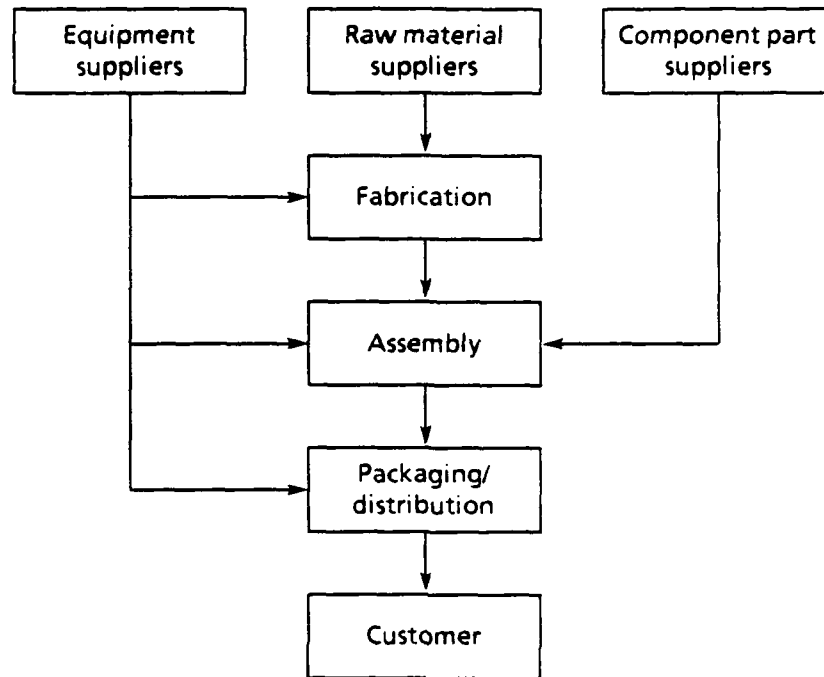 Equipment
suppliers
Raw material
suppliers
Component part
suppliers
Fabrication
Assembly
Packaging/
distribution
Customer